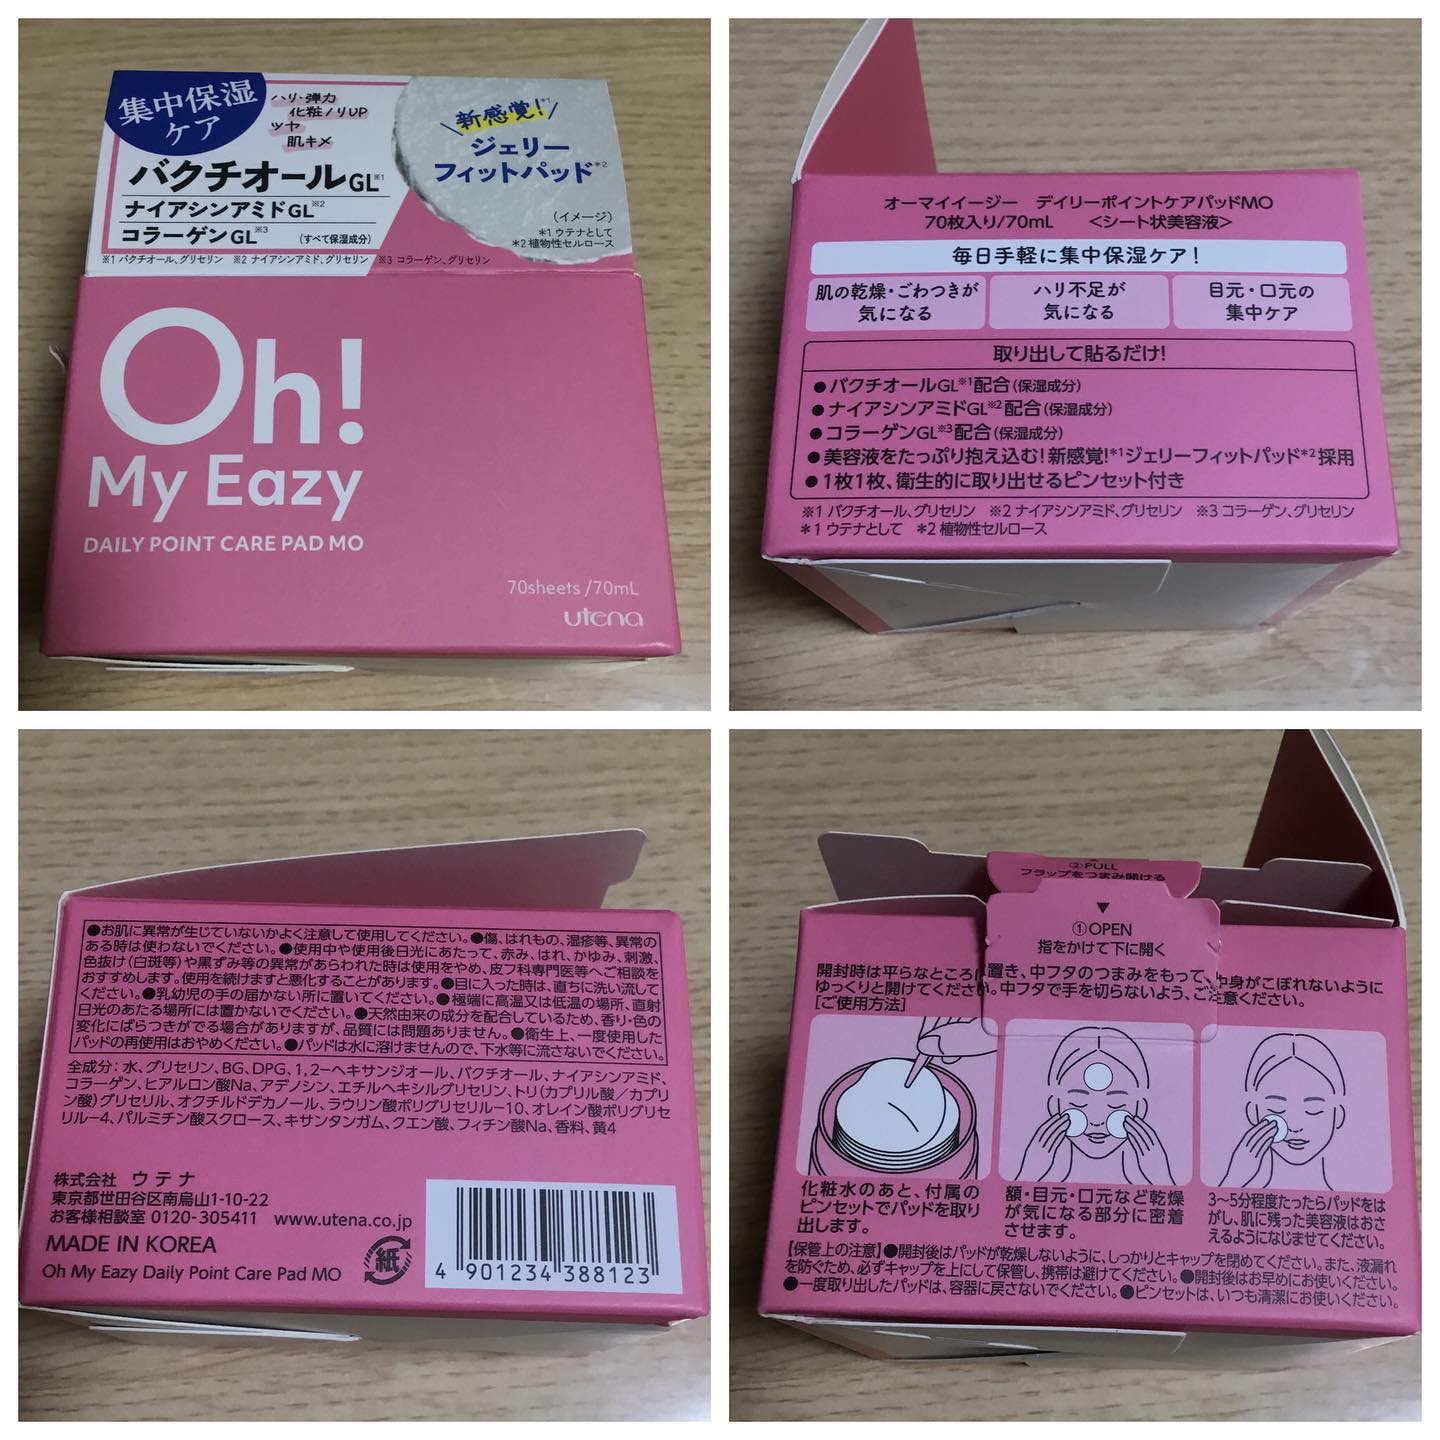 集中保湿
ケア
ハリ・弾力
化粧ノリUP
ツヤ
肌キメ
バクチオールGL※1
ナイアシンアミドGL※2
コラーゲンGL※3 (すべて保湿成分)
※1 バクチオール、グリセリン ※2 ナイアシンアミド、グリセリン ※3 コラーゲン、グリセリン
新感覚!*1
ジェリー
フィットパッド*2
(イメージ)
*1 ウテナとして
*2 植物性セルロース
Oh!
My Eazy
DAILY POINT CARE PAD MO
70sheets /70mL
utena
オーマイイージー デイリーポイントケアパッドMO
70枚入り/70mL <シート状美容液>
毎日手軽に集中保湿ケア!
肌の乾燥・ごわつきが
気になる
ハリ不足が
気になる
目元・口元の
集中ケア
取り出して貼るだけ!
●バクチオールGL※1配合(保湿成分)
●ナイアシンアミドGL※2配合(保湿成分)
●コラーゲンGL※3配合(保湿成分)
●美容液をたっぷり抱え込む!新感覚!*1ジェリーフィットパッド*2採用
●1枚1枚、衛生的に取り出せるピンセット付き
※1 バクチオール、グリセリン ※2 ナイアシンアミド、グリセリン ※3 コラーゲン、グリセリン
*1 ウテナとして *2 植物性セルロース
●お肌に異常が生じていないかよく注意して使用してください。●傷、はれもの、湿疹等、異常の
ある時は使わないでください。●使用中や使用後日光にあたって、赤み、はれ、かゆみ、刺激、
色抜け(白斑等)や黒ずみ等の異常があらわれた時は使用をやめ、皮フ科専門医等へご相談を
おすすめします。使用を続けますと悪化することがあります。●目に入った時は、直ちに洗い流して
ください。●乳幼児の手の届かない所に置いてください。●極端に高温又は低温の場所、直射
日光のあたる場所には置かないでください。●天然由来の成分を配合しているため、香り・色の
変化にばらつきがでる場合がありますが、品質には問題ありません。●衛生上、一度使用した
パッドの再使用はおやめください。●パッドは水に溶けませんので、下水等に流さないでください。
全成分:水、グリセリン、BG、DPG、1,2-ヘキサンジオール、バクチオール、ナイアシンアミド、
コラーゲン、ヒアルロン酸Na、アデノシン、エチルヘキシルグリセリン、トリ(カプリル酸/カプリ
ン酸)グリセリル、オクチルドデカノール、ラウリン酸ポリグリセリル-10、オレイン酸ポリグリセ
リル-4、パルミチン酸スクロース、キサンタンガム、クエン酸、フィチン酸Na、香料、黄4
株式会社 ウテナ
東京都世田谷区南烏山1-10-22
お客様相談室 0120-305411 www.utena.co.jp
MADE IN KOREA
Oh My Eazy Daily Point Care Pad MO
紙
4 901234 388123
②PULL
フラップをつまみ開ける
①OPEN
指をかけて下に開く
開封時は平らなところに置き、中フタのつまみをもって、中身がこぼれないように
ゆっくりと開けてください。中フタで手を切らないよう、ご注意ください。
[ご使用方法]
化粧水のあと、付属の
ピンセットでパッドを取り
出します。
額・目元・口元など乾燥
が気になる部分に密着
させます。
3~5分程度たったらパッドをは
がし、肌に残った美容液はおさ
えるようになじませてください。
【保管上の注意】●開封後はパッドが乾燥しないように、しっかりとキャップを閉めてください。また、液漏れ
を防ぐため、必ずキャップを上にして保管し、携帯は避けてください。●開封後はお早めにお使いください。
●一度取り出したパッドは、容器に戻さないでください。●ピンセットは、いつも清潔にお使いください。